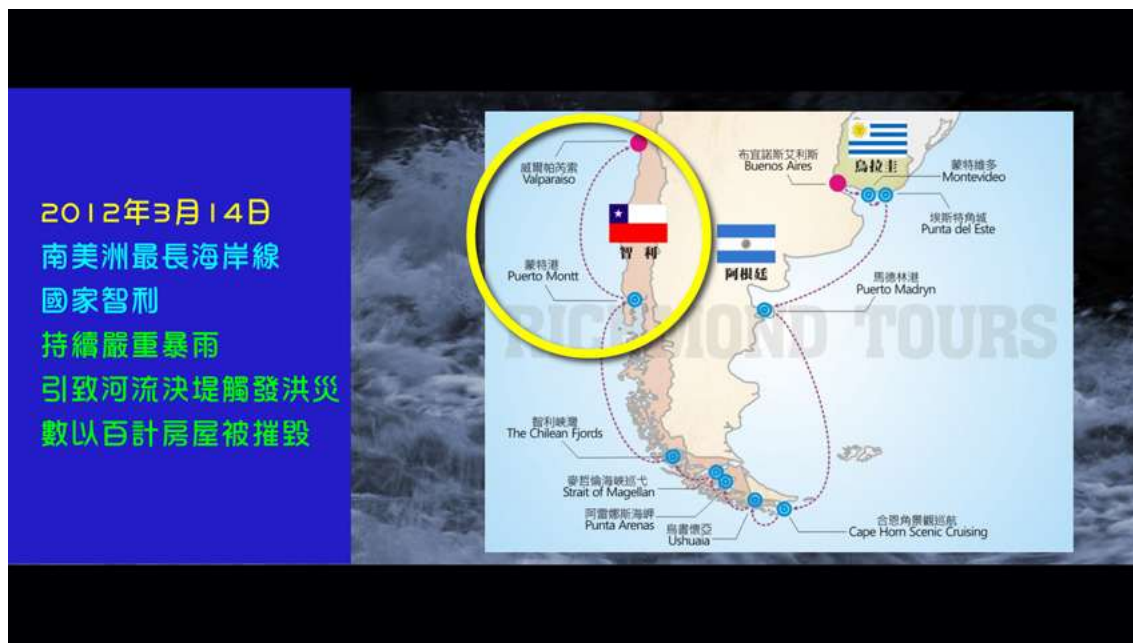 2012年3月14日
南美洲最長海岸線
國家智利
持續嚴重暴雨
引致河流決堤觸發洪災
數以百計房屋被摧毀
威爾帕芮索
Valparaiso
智利
蒙特港
Puerto Montt
布宜諾斯艾利斯
Buenos Aires
烏拉圭
蒙特維多
Montevideo
埃斯特角城
Punta del Este
阿根廷
馬德林港
Puerto Madryn
RICHMOND TOURS
智利峽灣
The Chilean Fjords
麥哲倫海峽巡弋
Strait of Magellan
阿雷娜斯海岬
Punta Arenas
烏書懷亞
Ushuaia
合恩角景觀巡航
Cape Horn Scenic Cruising